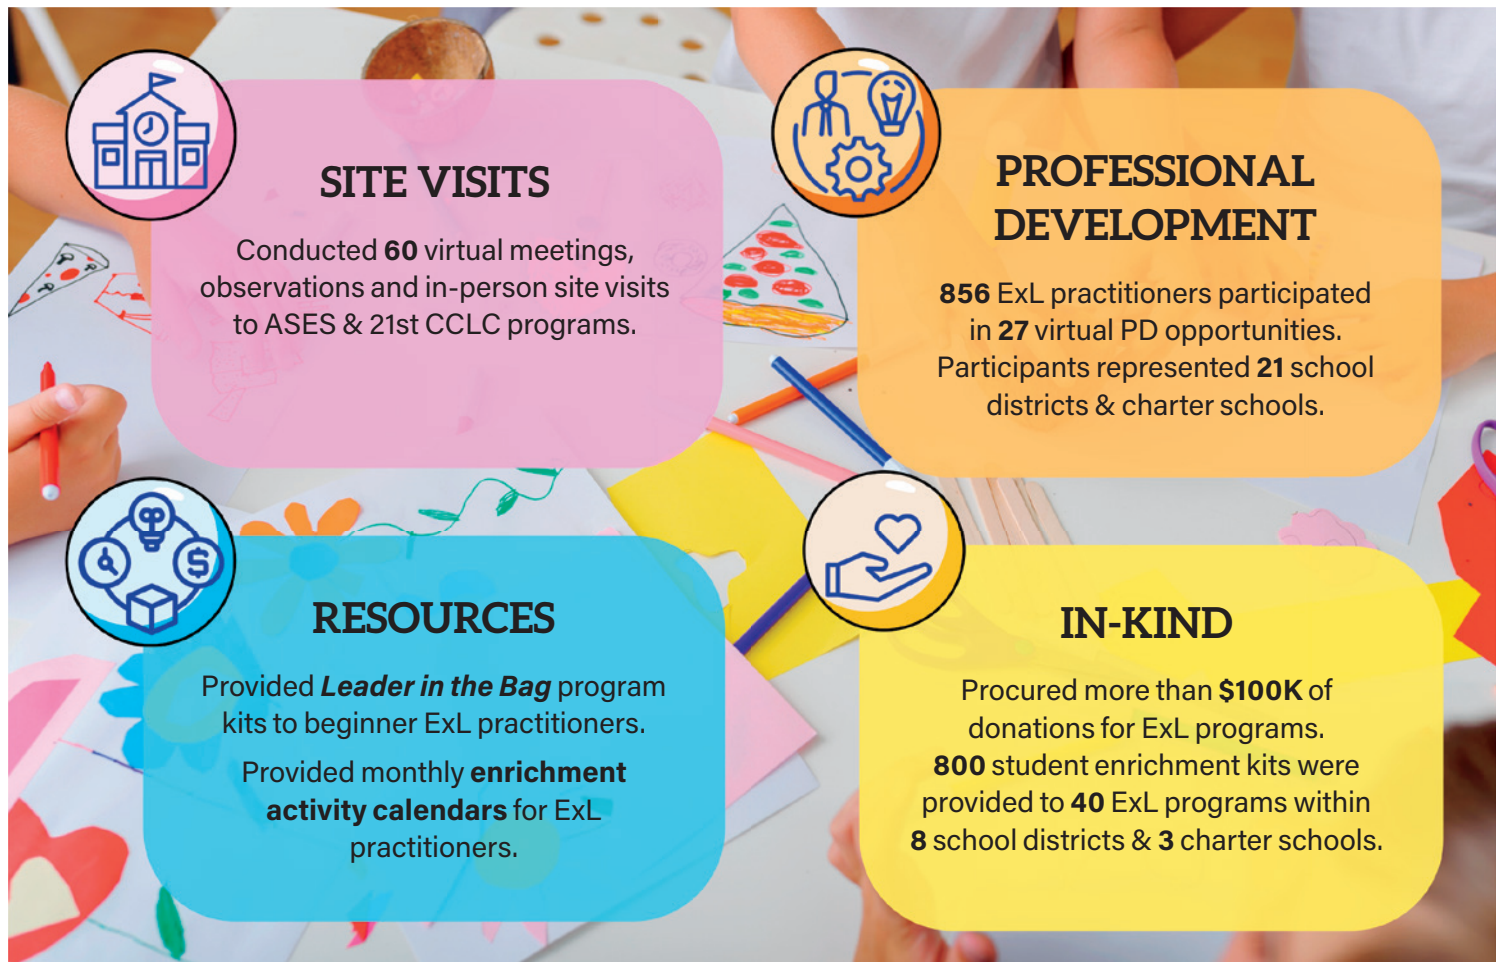 SITE VISITS
Conducted 60 virtual meetings,
observations and in-person site visits
to ASES & 21st CCLC programs.
PROFESSIONAL
DEVELOPMENT
856 ExL practitioners participated
in 27 virtual PD opportunities.
Participants represented 21 school
districts & charter schools.
RESOURCES
Provided Leader in the Bag program
kits to beginner ExL practitioners.
Provided monthly enrichment
activity calendars for ExL
practitioners.
IN-KIND
Procured more than $100K of
donations for ExL programs.
800 student enrichment kits were
provided to 40 ExL programs within
8 school districts & 3 charter schools.